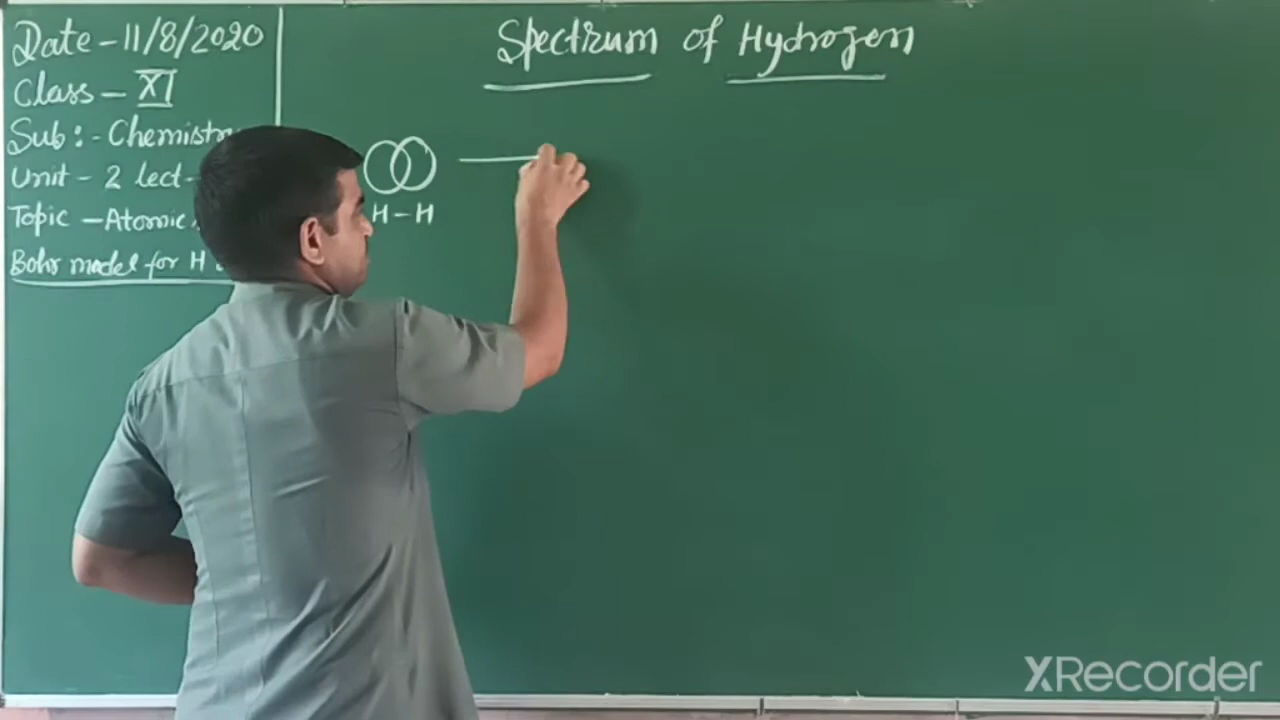 Date - 11/8/2020
Class - XI
Sub :- Chemistr
Unit - 2 lect -
Topic - Atomic
Bohr model for H
Spectrum of Hydrogen
H - H
XRecorder